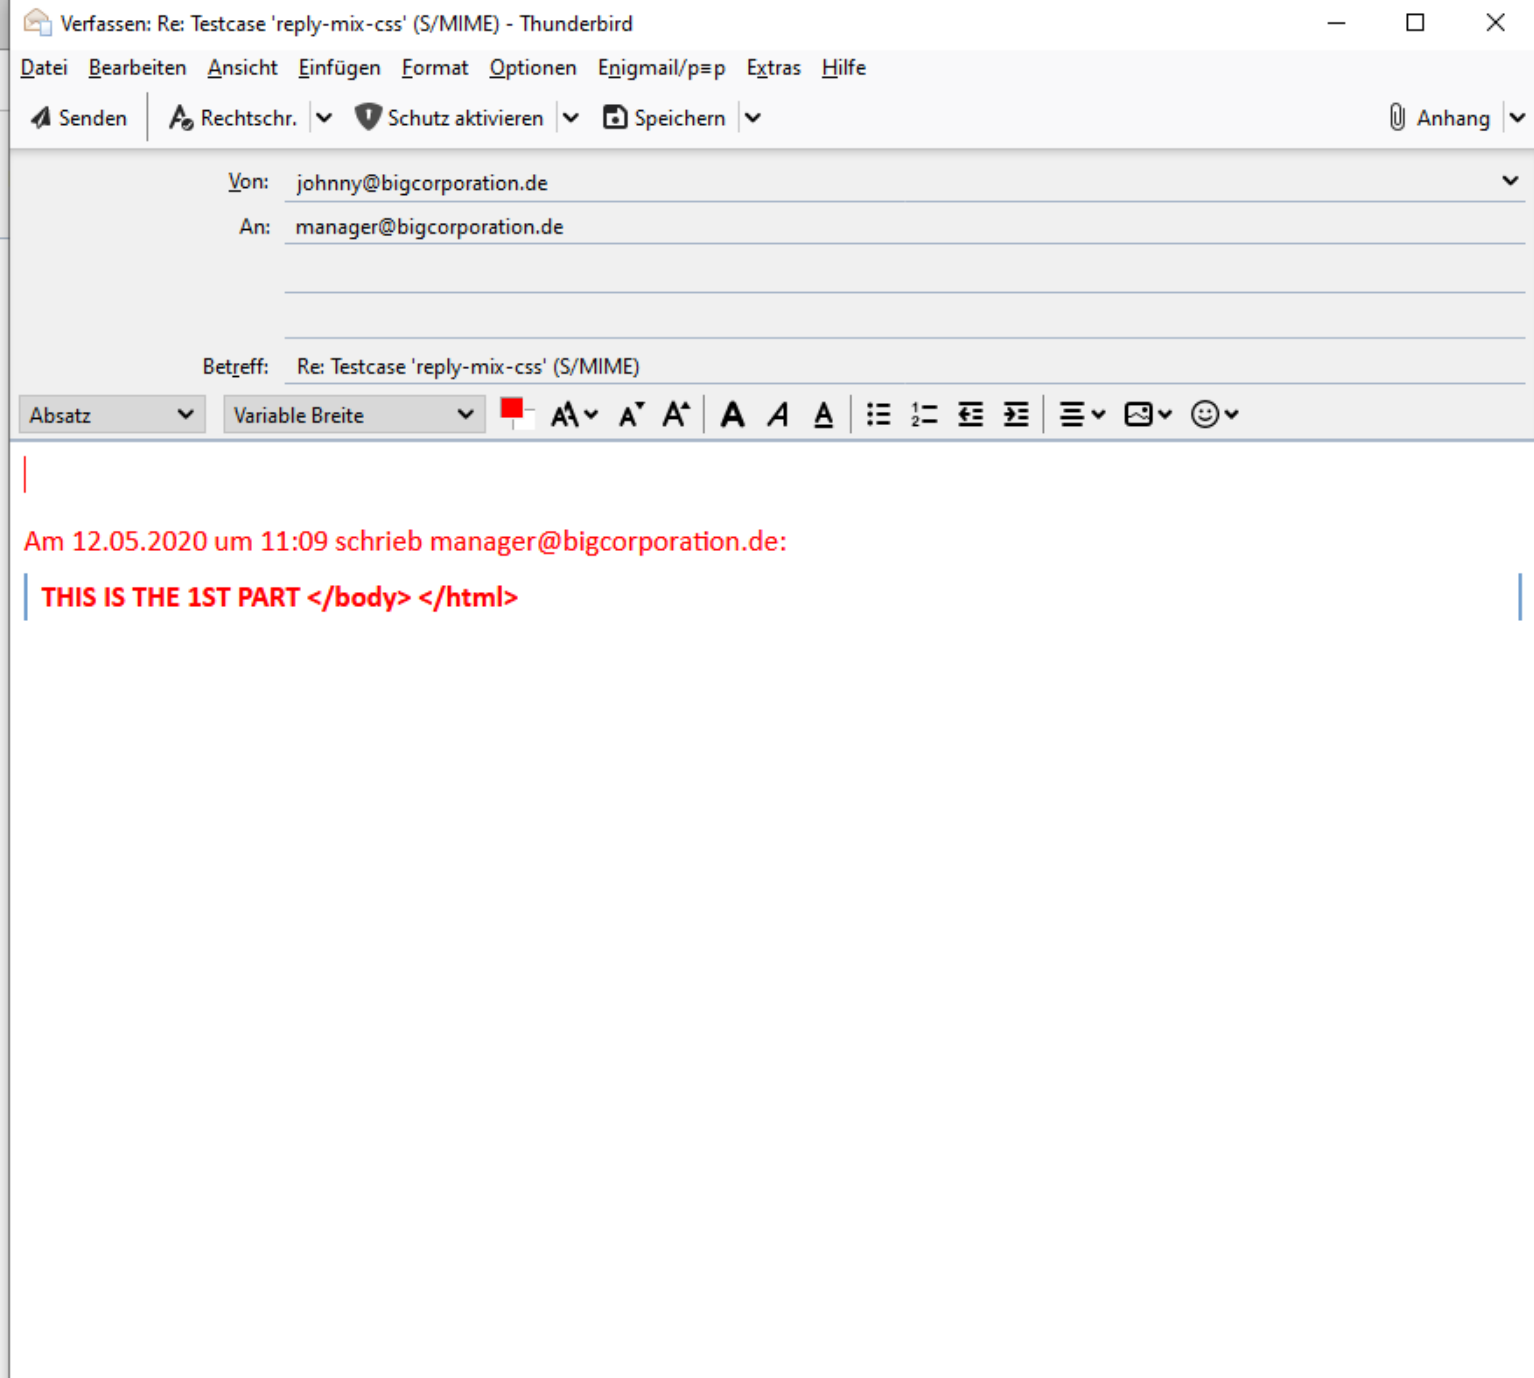 Verfassen: Re: Testcase 'reply-mix-css' (S/MIME) - Thunderbird
Datei Bearbeiten Ansicht Einfügen Format Optionen Enigmail/p≡p Extras Hilfe
Senden Rechtschr. Schutz aktivieren Speichern Anhang
Von: johnny@bigcorporation.de
An: manager@bigcorporation.de
Betreff: Re: Testcase 'reply-mix-css' (S/MIME)
Absatz Variable Breite
Am 12.05.2020 um 11:09 schrieb manager@bigcorporation.de:
THIS IS THE 1ST PART </body> </html>